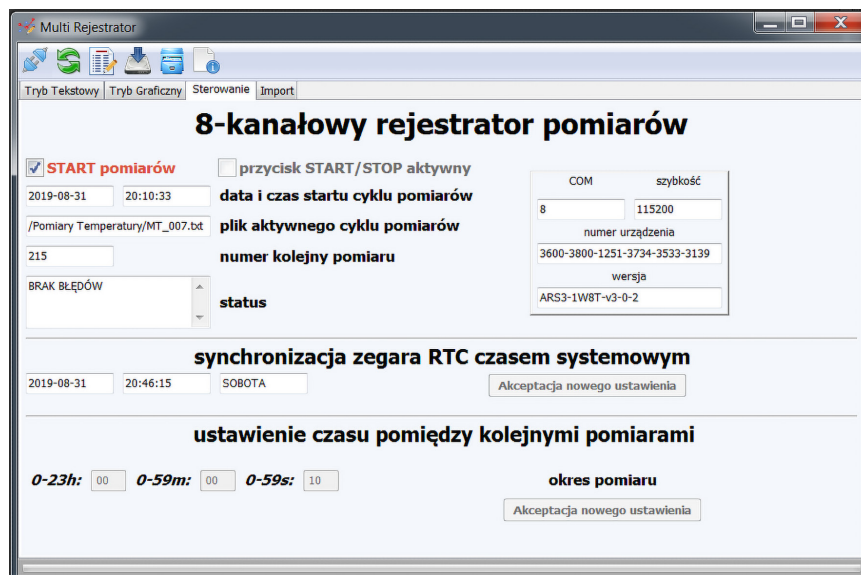 Multi Rejestrator
Tryb Tekstowy Tryb Graficzny Sterowanie Import
8-kanałowy rejestrator pomiarów
START pomiarów przycisk START/STOP aktywny
2019-08-31 20:10:33 data i czas startu cyklu pomiarów
/Pomiary Temperatury/MT_007.txt plik aktywnego cyklu pomiarów
215 numer kolejny pomiaru
BRAK BŁĘDÓW
status
COM szybkość
8 115200
numer urządzenia
3600-3800-1251-3734-3533-3139
wersja
ARS3-1W8T-v3-0-2
synchronizacja zegara RTC czasem systemowym
2019-08-31 20:46:15 SOBOTA Akceptacja nowego ustawienia
ustawienie czasu pomiędzy kolejnymi pomiarami
0-23h: 00 0-59m: 00 0-59s: 10 okres pomiaru
Akceptacja nowego ustawienia